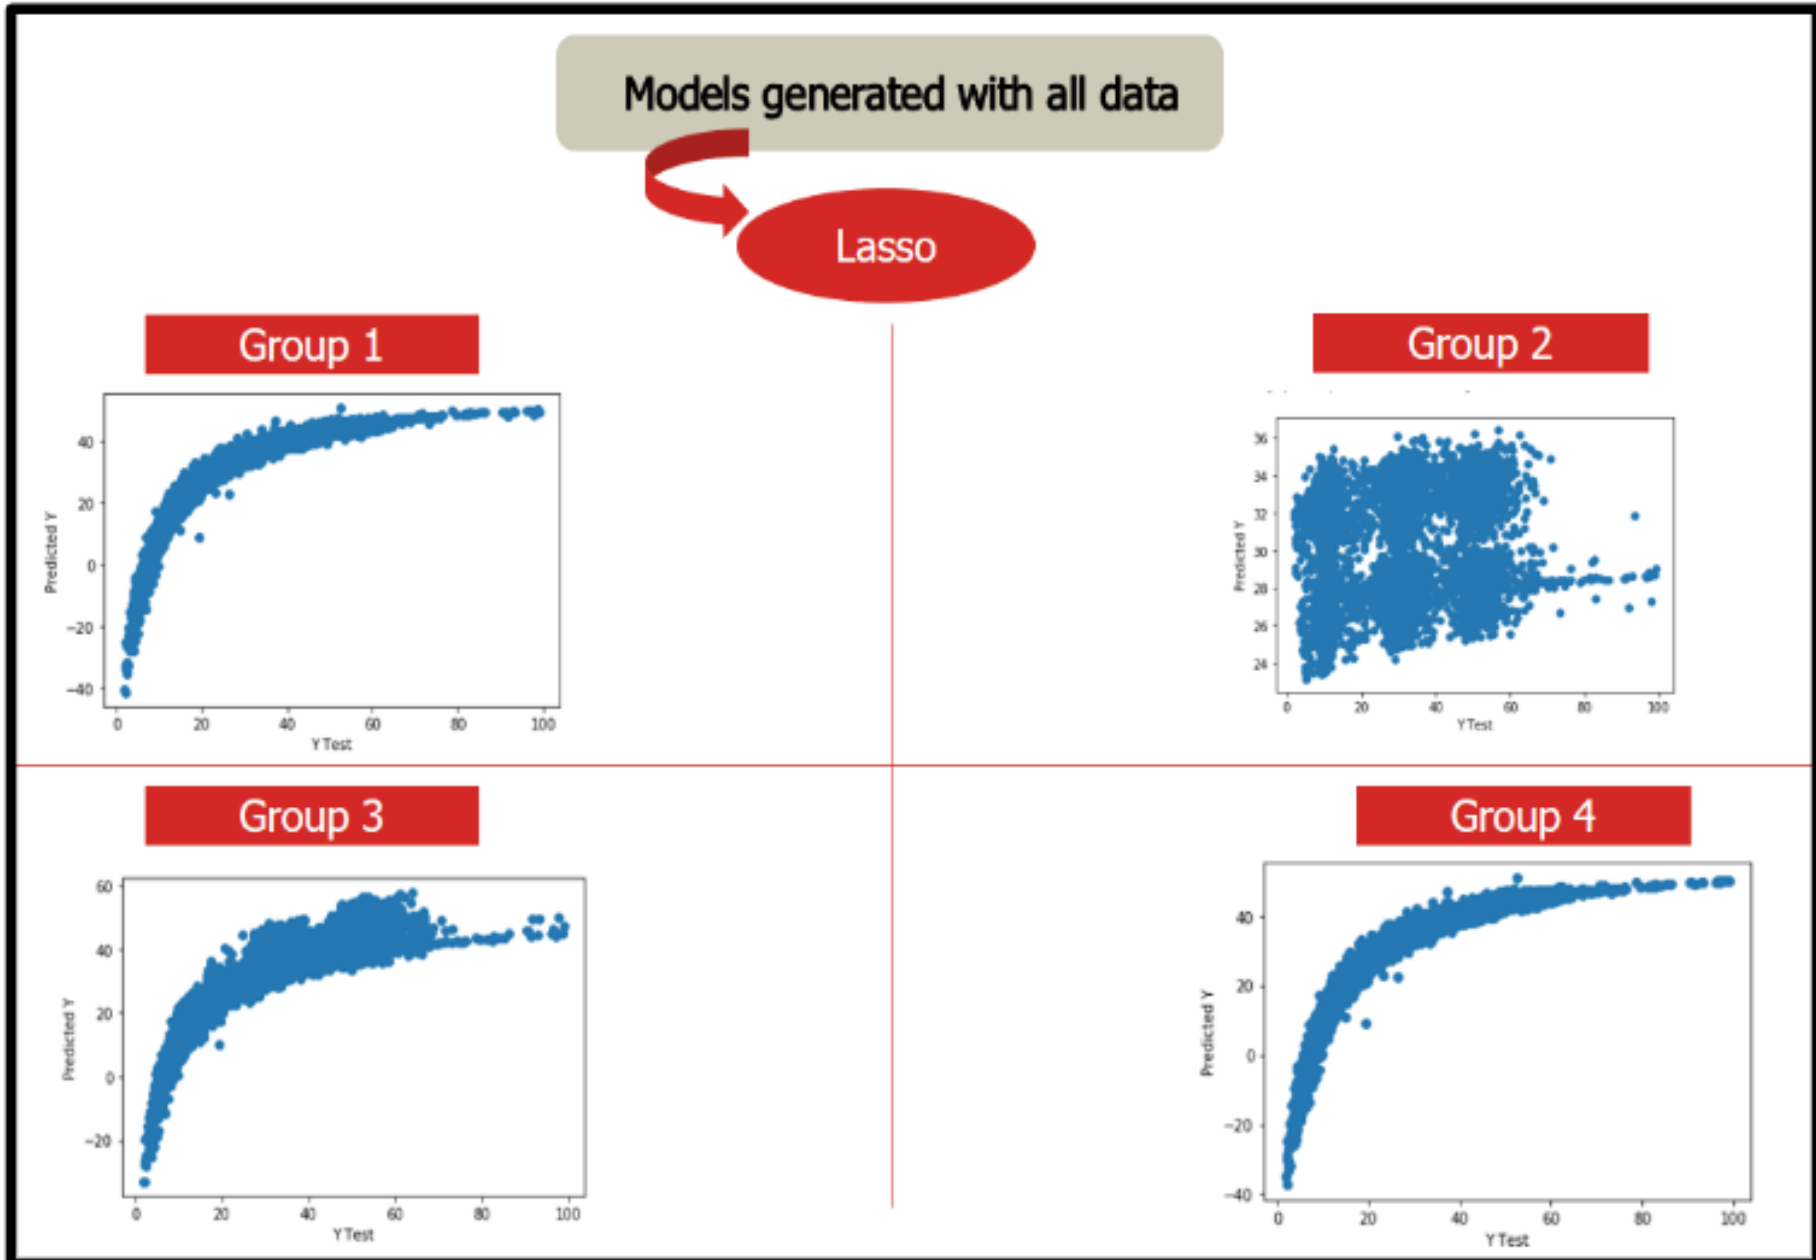 Models generated with all data
Lasso
Group 1
40
20
0
−20
−40
Predicted Y
0 20 40 60 80 100
Y Test
Group 2
36
34
32
30
28
26
24
Predicted Y
0 20 40 60 80 100
Y Test
Group 3
60
40
20
0
−20
Predicted Y
0 20 40 60 80 100
Y Test
Group 4
40
20
0
−20
−40
Predicted Y
0 20 40 60 80 100
Y Test